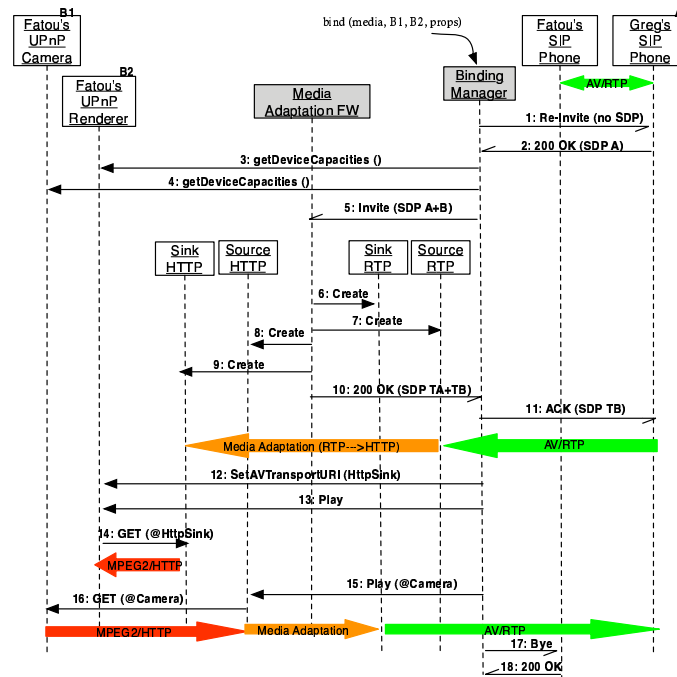 B1
Fatou's
UPnP
Camera
B2
Fatou's
UPnP
Renderer
bind (media, B1, B2, props)
Media
Adaptation FW
Binding
Manager
Fatou's
SIP
Phone
Greg's
SIP
Phone
AV/RTP
1: Re-Invite (no SDP)
2: 200 OK (SDP A)
3: getDeviceCapacities ()
4: getDeviceCapacities ()
5: Invite (SDP A+B)
Sink
HTTP
Source
HTTP
Sink
RTP
Source
RTP
6: Create
7: Create
8: Create
9: Create
10: 200 OK (SDP TA+TB)
11: ACK (SDP TB)
Media Adaptation (RTP--->HTTP)
AV/RTP
12: SetAVTransportURI (HttpSink)
13: Play
14: GET (@HttpSink)
MPEG2/HTTP
15: Play (@Camera)
16: GET (@Camera)
MPEG2/HTTP
Media Adaptation
AV/RTP
17: Bye
18: 200 OK